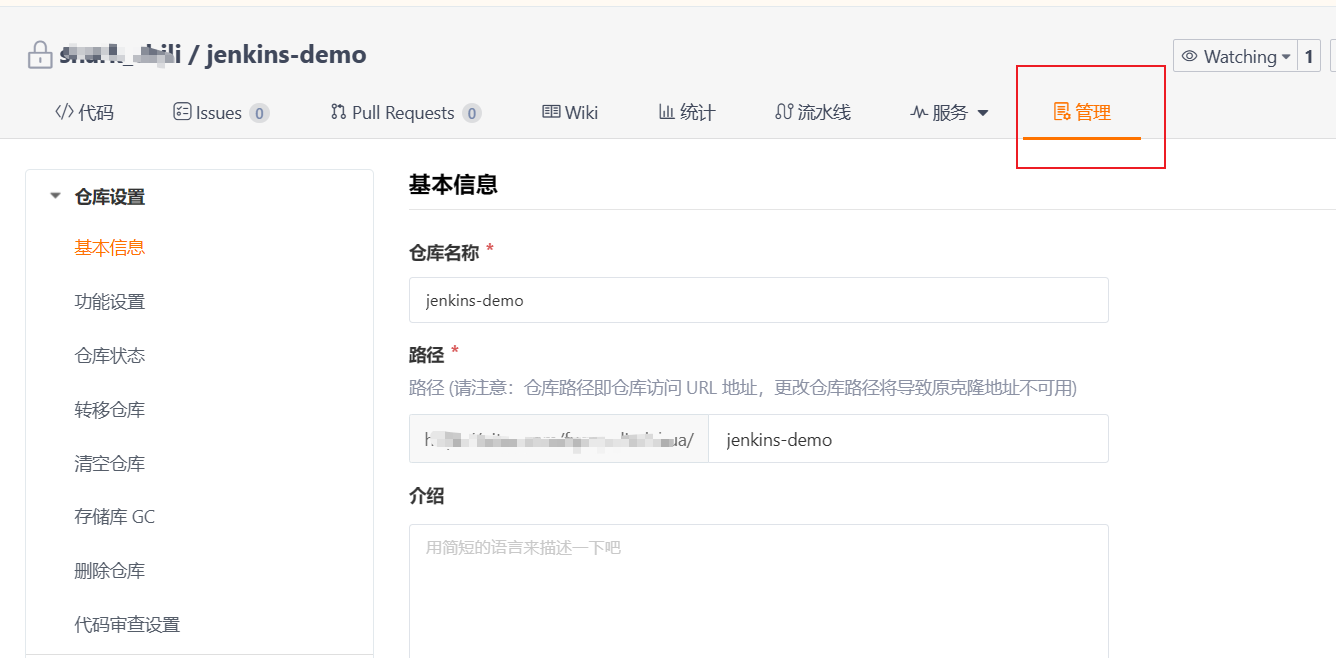 / jenkins-demo
Watching 1
代码 Issues 0 Pull Requests 0 Wiki 统计 流水线 服务 管理
仓库设置
基本信息
功能设置
仓库状态
转移仓库
清空仓库
存储库 GC
删除仓库
代码审查设置
基本信息
仓库名称 *
jenkins-demo
路径 *
路径 (请注意：仓库路径即仓库访问 URL 地址，更改仓库路径将导致原克隆地址不可用)
jenkins-demo
介绍
用简短的语言来描述一下吧